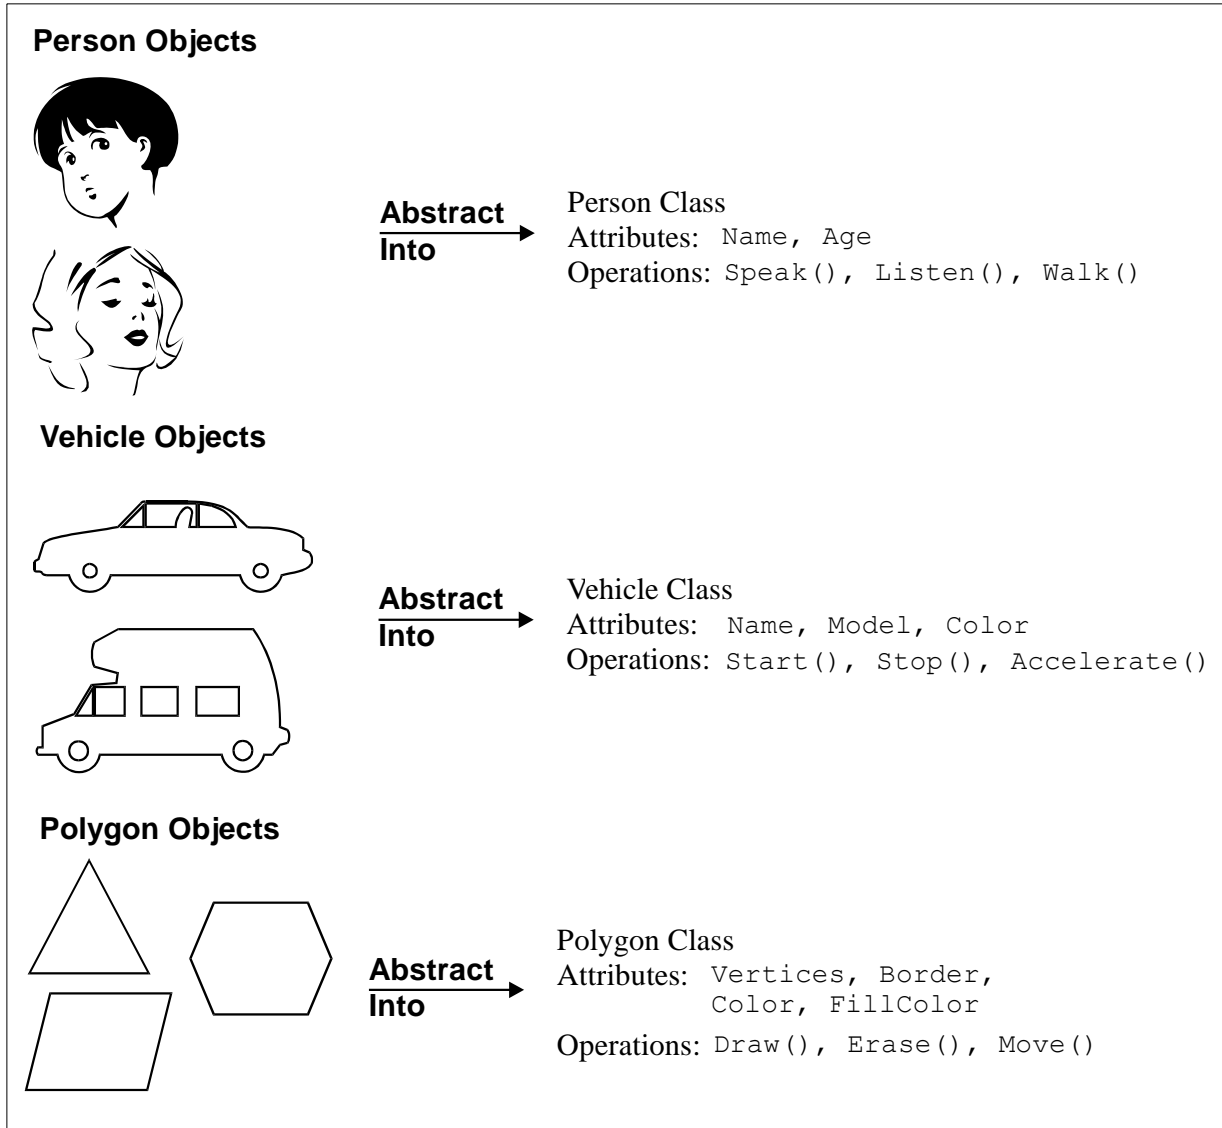 Person Objects
Abstract
Into
Person Class
Attributes: Name, Age
Operations: Speak(), Listen(), Walk()
Vehicle Objects
Abstract
Into
Vehicle Class
Attributes: Name, Model, Color
Operations: Start(), Stop(), Accelerate()
Polygon Objects
Abstract
Into
Polygon Class
Attributes: Vertices, Border,
Color, FillColor
Operations: Draw(), Erase(), Move()